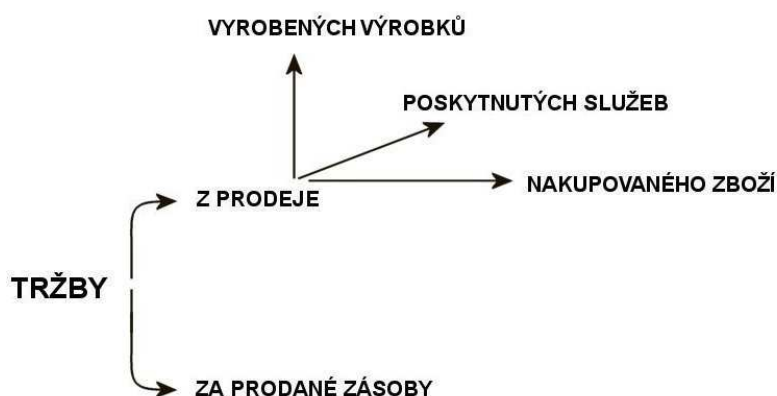 VYROBENÝCH VÝROBKŮ
POSKYTNUTÝCH SLUŽEB
NAKUPOVANÉHO ZBOŽÍ
Z PRODEJE
TRŽBY
ZA PRODANÉ ZÁSOBY